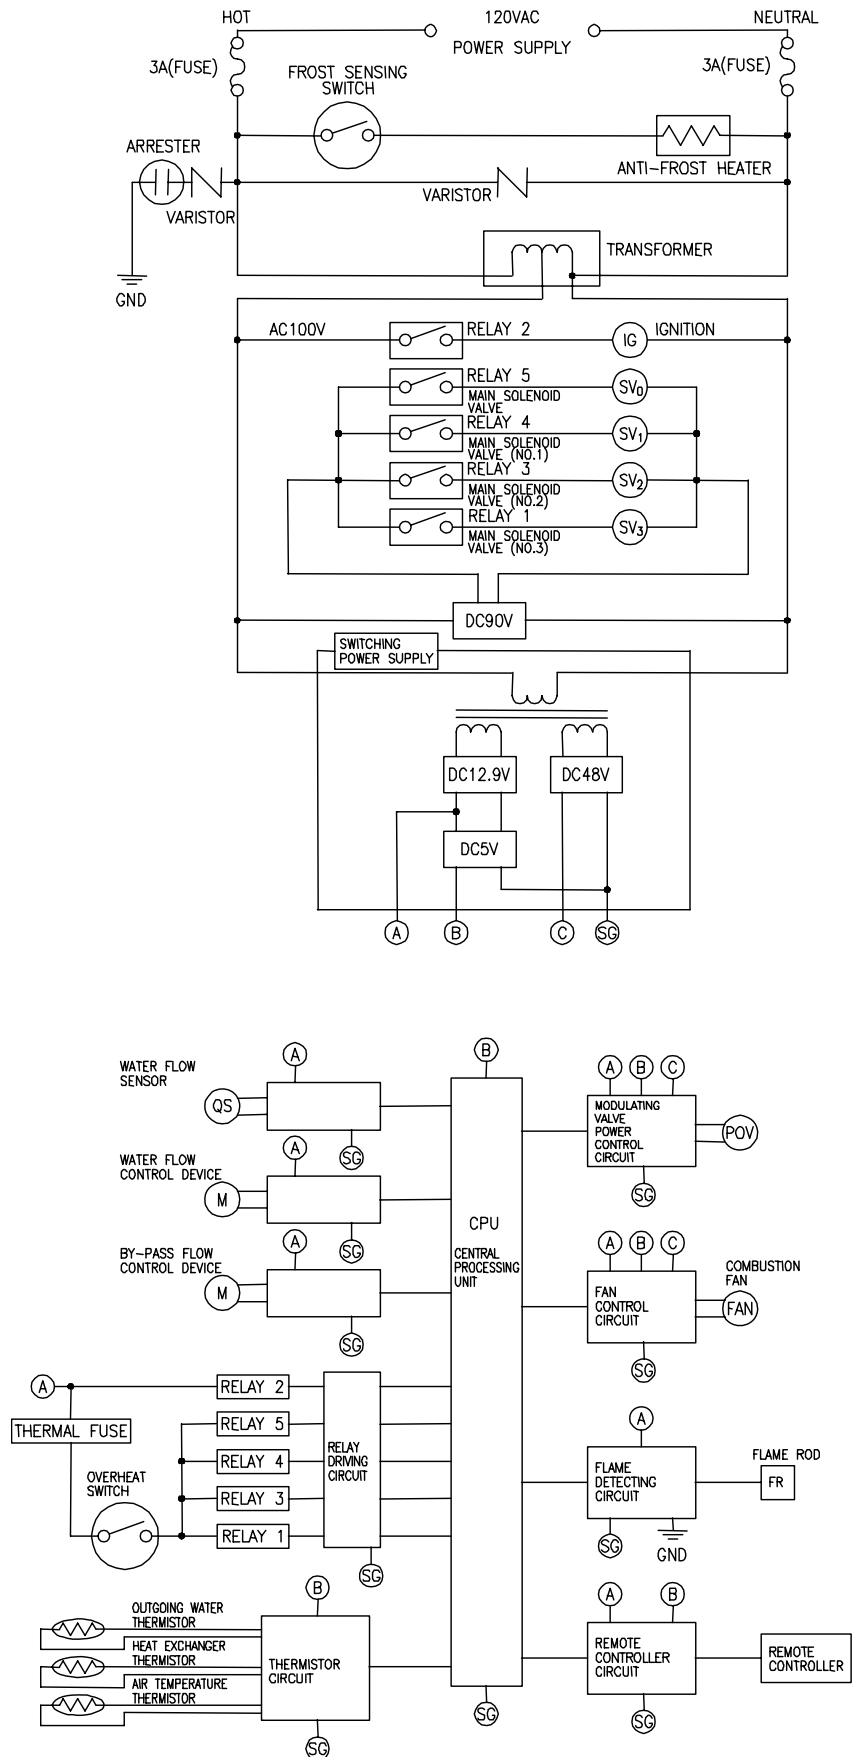 HOT
120VAC
NEUTRAL
POWER SUPPLY
3A(FUSE)
3A(FUSE)
FROST SENSING
SWITCH
ARRESTER
ANTI-FROST HEATER
VARISTOR
VARISTOR
TRANSFORMER
GND
AC100V
RELAY 2
IG
IGNITION
RELAY 5
MAIN SOLENOID
VALVE
SV0
RELAY 4
MAIN SOLENOID
VALVE (NO.1)
SV1
RELAY 3
MAIN SOLENOID
VALVE (NO.2)
SV2
RELAY 1
MAIN SOLENOID
VALVE (NO.3)
SV3
DC90V
SWITCHING
POWER SUPPLY
DC12.9V
DC48V
DC5V
A
B
C
SG
WATER FLOW
SENSOR
A
QS
SG
WATER FLOW
CONTROL DEVICE
A
M
SG
BY-PASS FLOW
CONTROL DEVICE
A
M
SG
B
CPU
CENTRAL
PROCESSING
UNIT
SG
A
B
C
MODULATING
VALVE
POWER
CONTROL
CIRCUIT
POV
SG
A
B
C
COMBUSTION
FAN
FAN
CONTROL
CIRCUIT
FAN
SG
A
THERMAL FUSE
OVERHEAT
SWITCH
RELAY 2
RELAY 5
RELAY 4
RELAY 3
RELAY 1
RELAY
DRIVING
CIRCUIT
SG
A
FLAME
DETECTING
CIRCUIT
FLAME ROD
FR
SG
GND
B
OUTGOING WATER
THERMISTOR
HEAT EXCHANGER
THERMISTOR
AIR TEMPERATURE
THERMISTOR
THERMISTOR
CIRCUIT
SG
A
B
REMOTE
CONTROLLER
CIRCUIT
REMOTE
CONTROLLER
SG